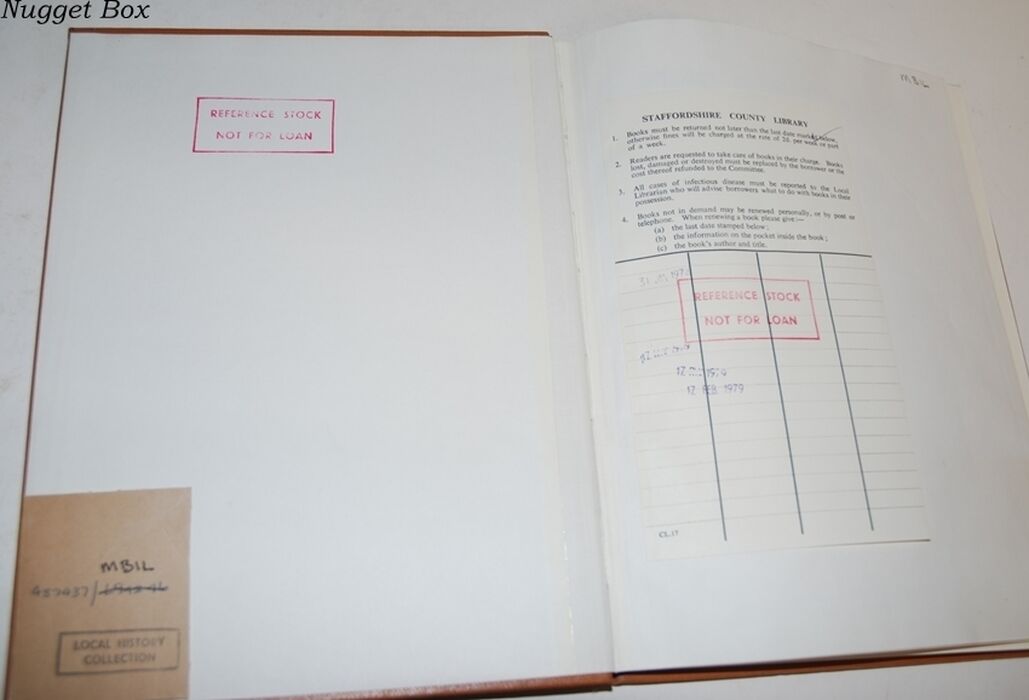 Nugget Box
REFERENCE STOCK
NOT FOR LOAN
MBIL
LOCAL HISTORY
COLLECTION
MBIL
STAFFORDSHIRE COUNTY LIBRARY
1. Books must be returned not later than the last date marked below,
otherwise fines will be charged at the rate of 2d. per week or part
of a week.
2. Readers are requested to take care of books in their charge. Books
lost, damaged or destroyed must be replaced by the borrower or the
cost thereof refunded to the Committee.
3. All cases of infectious disease must be reported to the Local
Librarian who will advise borrowers what to do with books in their
possession.
4. Books not in demand may be renewed personally, or by post or
telephone. When renewing a book please give:—
(a) the last date stamped below;
(b) the information on the pocket inside the book;
(c) the book's author and title.
REFERENCE STOCK
NOT FOR LOAN
12 FEB 1979
CL.17